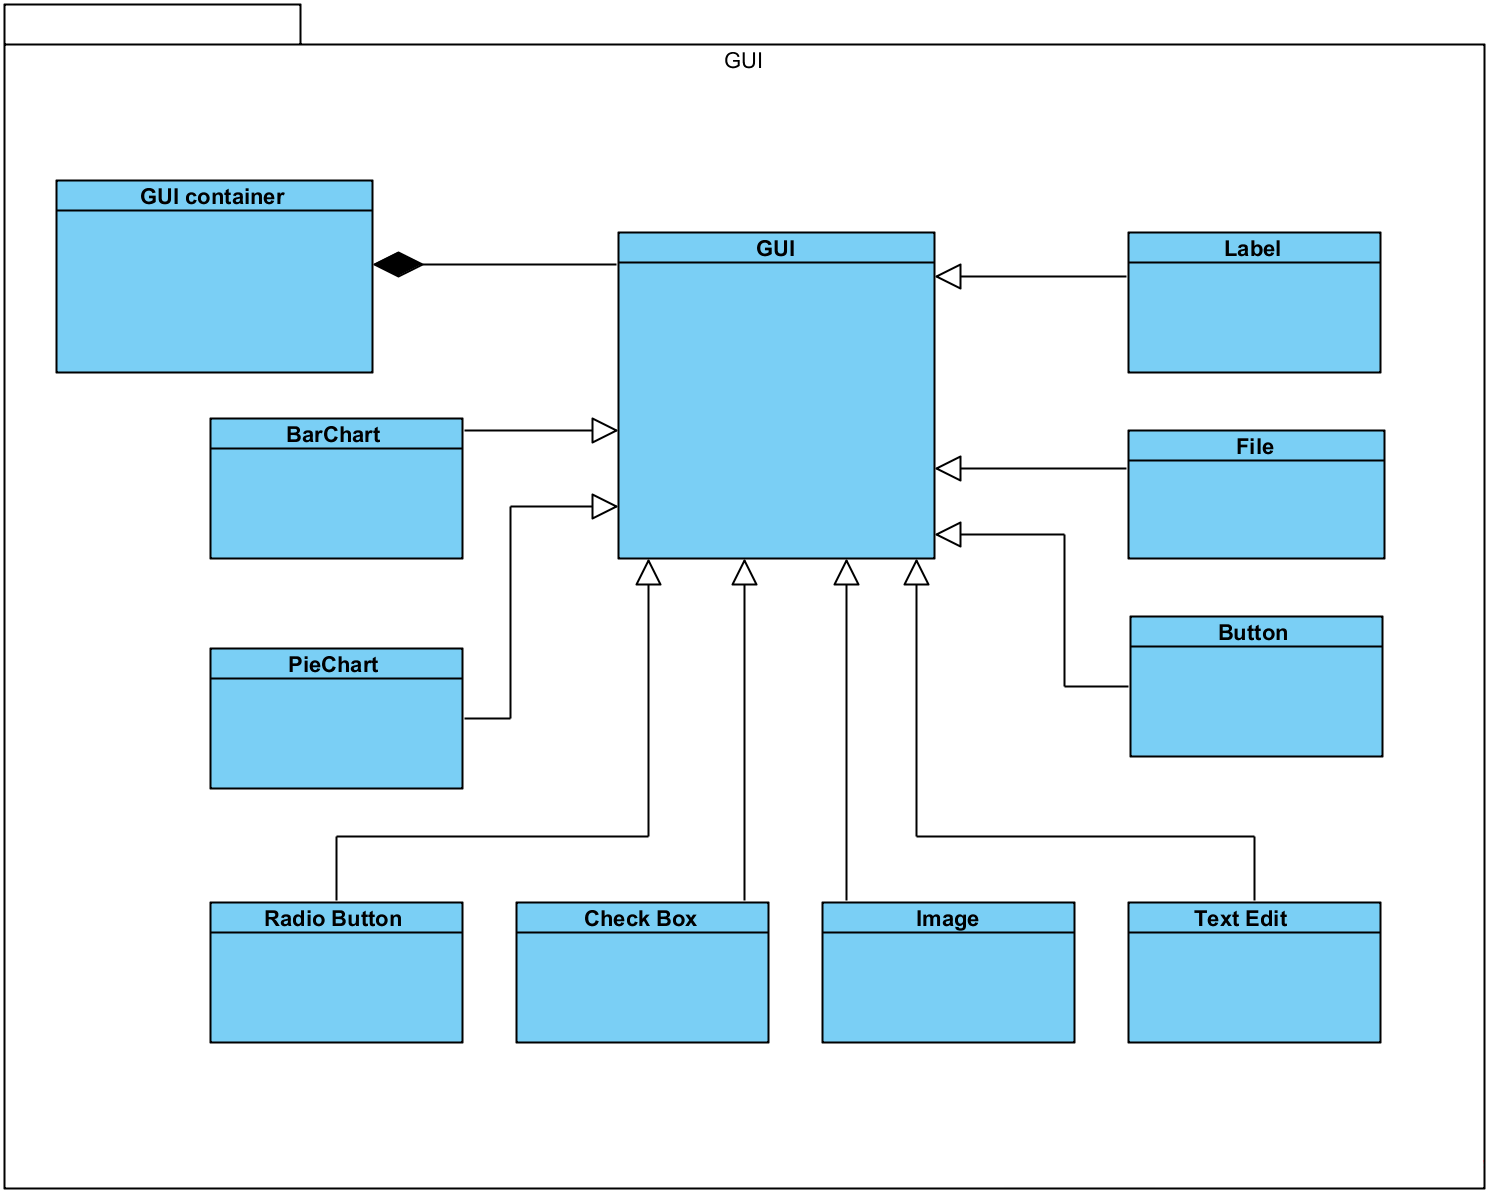 GUI
GUI container
GUI
Label
BarChart
File
Button
PieChart
Radio Button
Check Box
Image
Text Edit